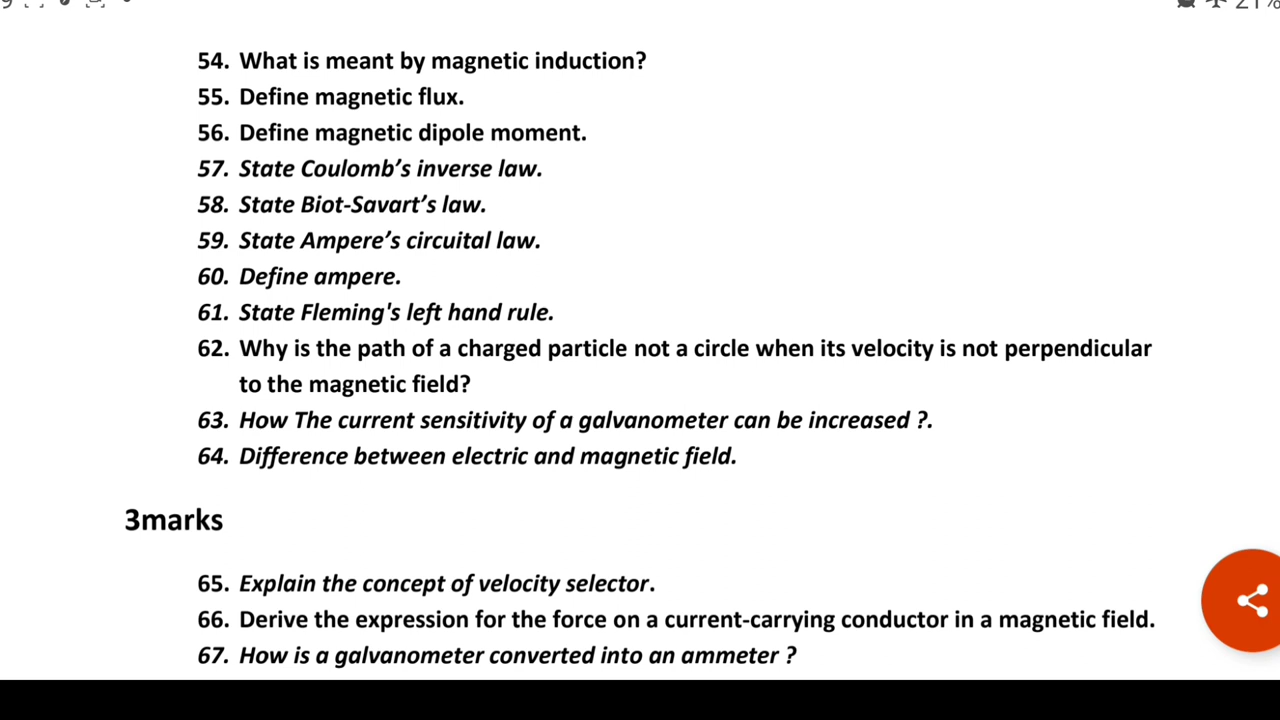 54. What is meant by magnetic induction?
55. Define magnetic flux.
56. Define magnetic dipole moment.
57. State Coulomb’s inverse law.
58. State Biot-Savart’s law.
59. State Ampere’s circuital law.
60. Define ampere.
61. State Fleming's left hand rule.
62. Why is the path of a charged particle not a circle when its velocity is not perpendicular
to the magnetic field?
63. How The current sensitivity of a galvanometer can be increased ?.
64. Difference between electric and magnetic field.
3marks
65. Explain the concept of velocity selector.
66. Derive the expression for the force on a current-carrying conductor in a magnetic field.
67. How is a galvanometer converted into an ammeter ?